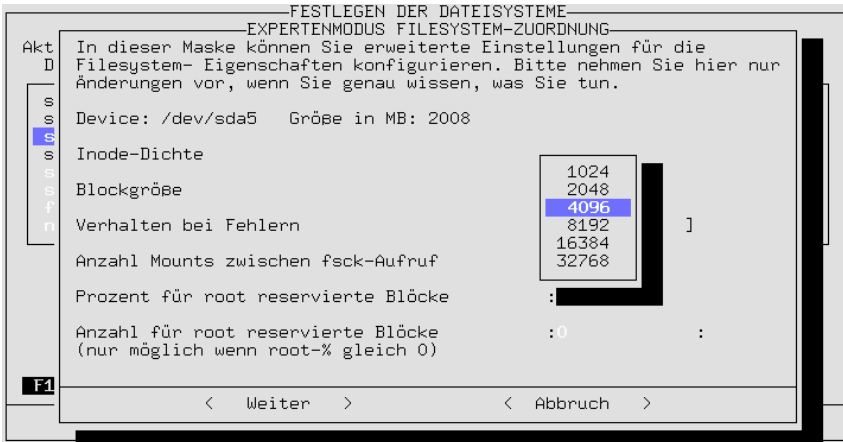 FESTLEGEN DER DATEISYSTEME
EXPERTENMODUS FILESYSTEM-ZUORDNUNG
Akt
D
In dieser Maske können Sie erweiterte Einstellungen für die
Filesystem- Eigenschaften konfigurieren. Bitte nehmen Sie hier nur
Änderungen vor, wenn Sie genau wissen, was Sie tun.
s
s
s
s
s
s
f
n
Device: /dev/sda5 Größe in MB: 2008
Inode-Dichte
1024
2048
4096
8192
16384
32768
Blockgröße
Verhalten bei Fehlern ]
Anzahl Mounts zwischen fsck-Aufruf
Prozent für root reservierte Blöcke :
Anzahl für root reservierte Blöcke :0 :
(nur möglich wenn root-% gleich 0)
F1
< Weiter > < Abbruch >